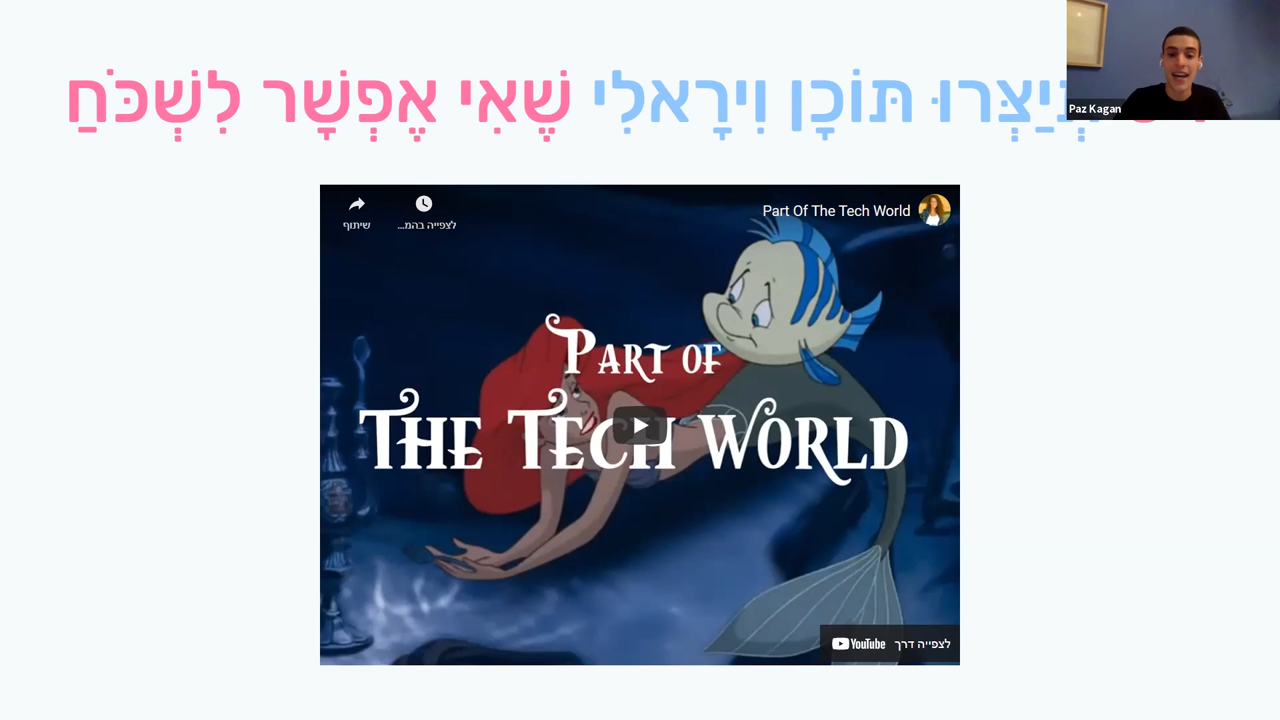 תְּיַצְּרוּ תּוֹכָן וִירָאלִי שֶׁאִי אֶפְשָׁר לִשְׁכֹּחַ
Paz Kagan
שיתוף
לצפייה בהמ...
Part Of The Tech World
PART OF
THE TECH WORLD
לצפייה דרך YouTube